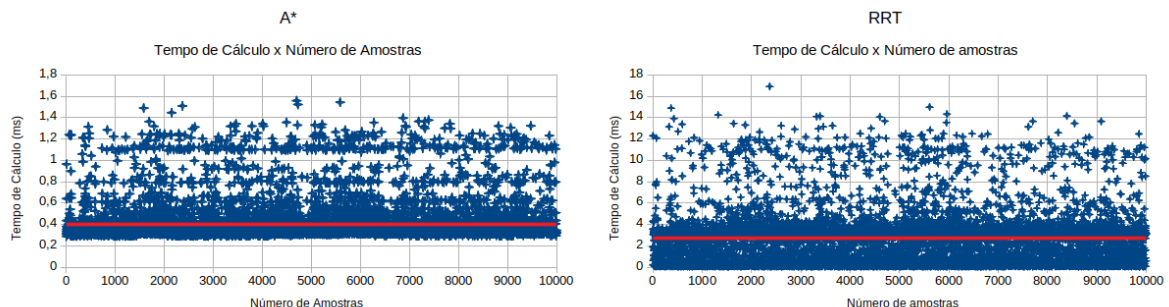 A*
Tempo de Cálculo x Número de Amostras
Tempo de Cálculo (ms)
1,8
1,6
1,4
1,2
1
0,8
0,6
0,4
0,2
0
0 1000 2000 3000 4000 5000 6000 7000 8000 9000 10000
Número de Amostras
RRT
Tempo de Cálculo x Número de amostras
Tempo de Cálculo (ms)
18
16
14
12
10
8
6
4
2
0
0 1000 2000 3000 4000 5000 6000 7000 8000 9000 10000
Número de amostras